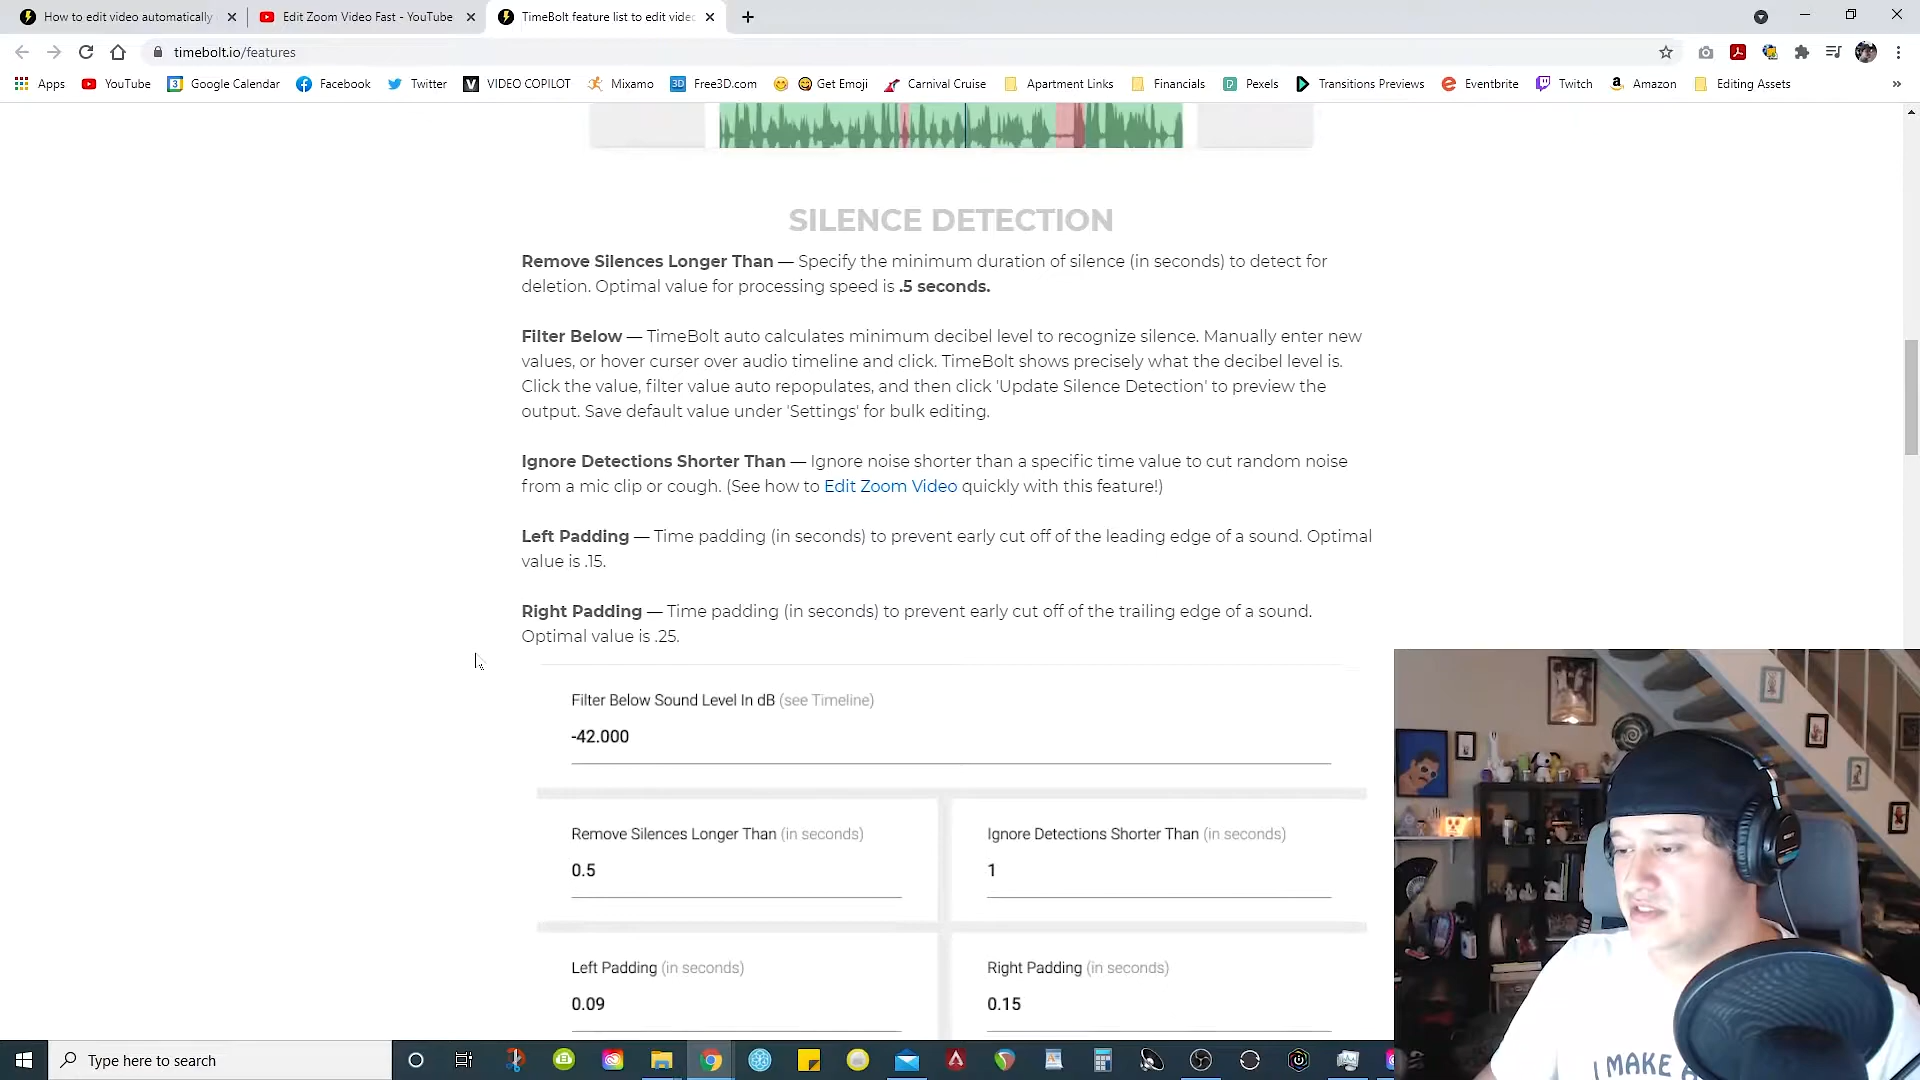 How to edit video automatically
Edit Zoom Video Fast - YouTube
TimeBolt feature list to edit video
timebolt.io/features
Apps
YouTube
Google Calendar
Facebook
Twitter
VIDEO COPILOT
Mixamo
Free3D.com
Get Emoji
Carnival Cruise
Apartment Links
Financials
Pexels
Transitions Previews
Eventbrite
Twitch
Amazon
Editing Assets
SILENCE DETECTION
Remove Silences Longer Than — Specify the minimum duration of silence (in seconds) to detect for
deletion. Optimal value for processing speed is .5 seconds.
Filter Below — TimeBolt auto calculates minimum decibel level to recognize silence. Manually enter new
values, or hover curser over audio timeline and click. TimeBolt shows precisely what the decibel level is.
Click the value, filter value auto repopulates, and then click 'Update Silence Detection' to preview the
output. Save default value under 'Settings' for bulk editing.
Ignore Detections Shorter Than — Ignore noise shorter than a specific time value to cut random noise
from a mic clip or cough. (See how to Edit Zoom Video quickly with this feature!)
Left Padding — Time padding (in seconds) to prevent early cut off of the leading edge of a sound. Optimal
value is .15.
Right Padding — Time padding (in seconds) to prevent early cut off of the trailing edge of a sound.
Optimal value is .25.
Filter Below Sound Level In dB (see Timeline)
-42.000
Remove Silences Longer Than (in seconds)
0.5
Ignore Detections Shorter Than (in seconds)
1
Left Padding (in seconds)
0.09
Right Padding (in seconds)
0.15
I MAKE A
Type here to search